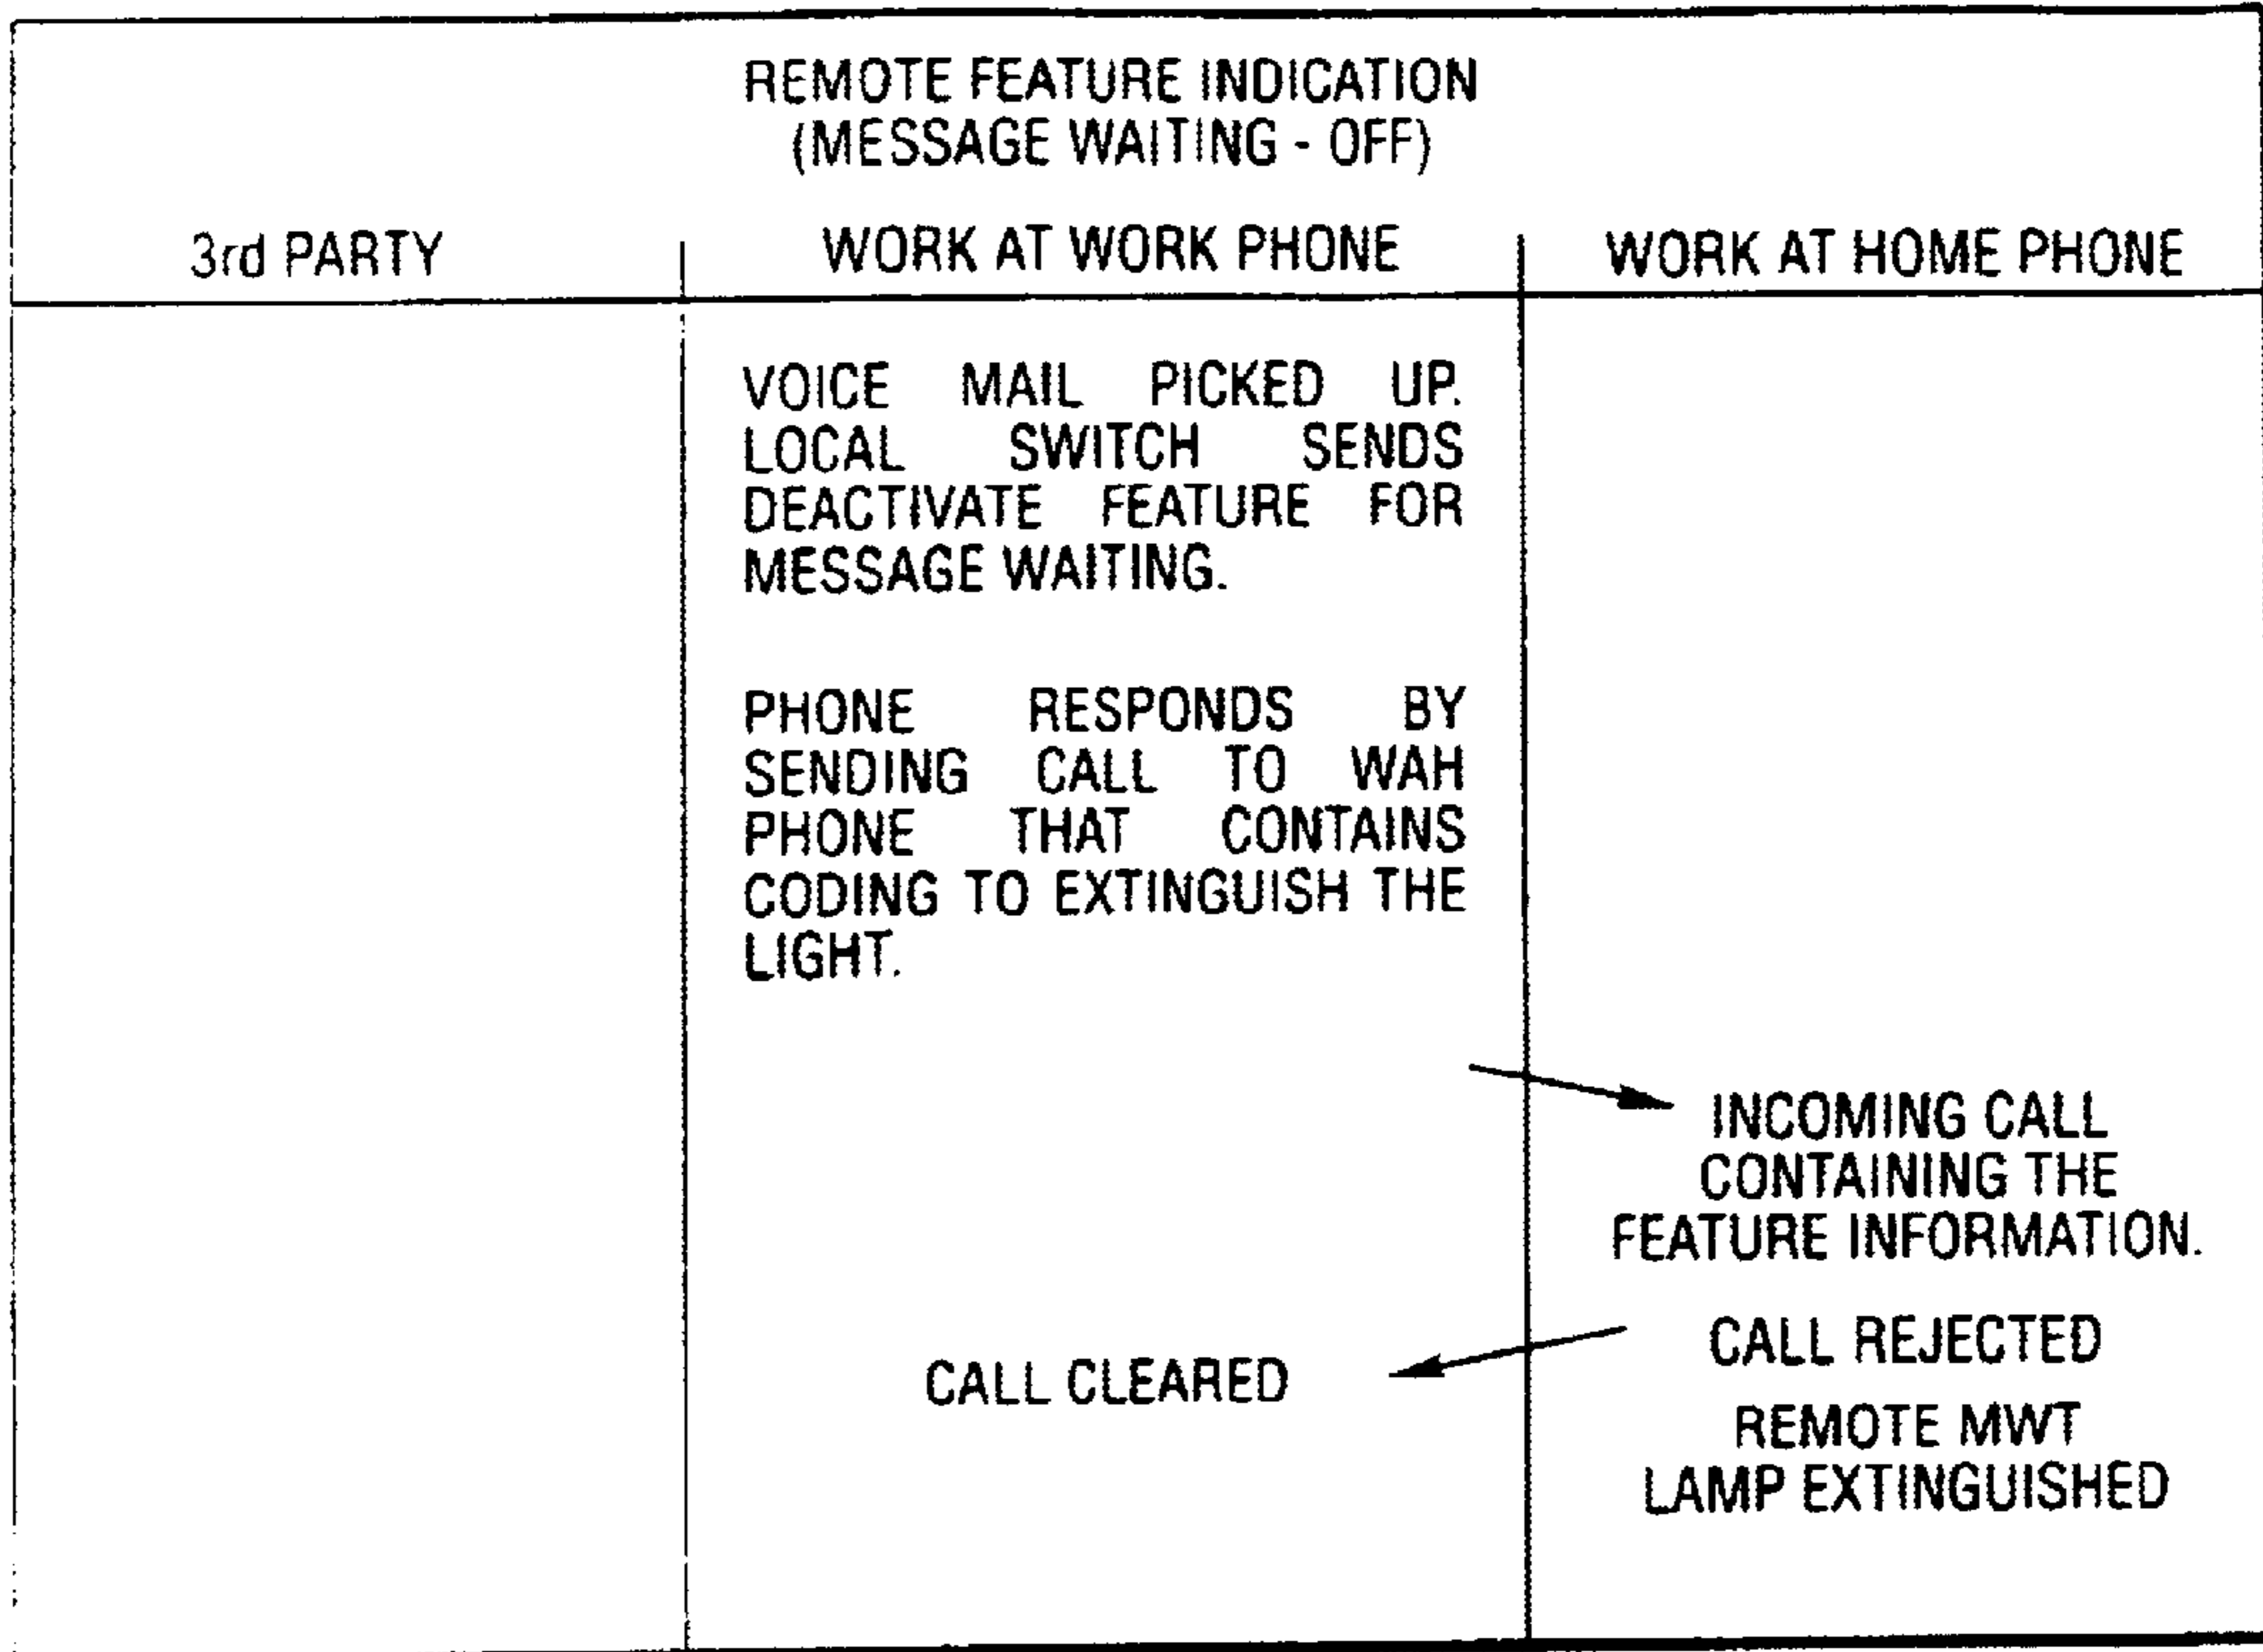 REMOTE FEATURE INDICATION
(MESSAGE WAITING - OFF)
3rd PARTY
WORK AT WORK PHONE
WORK AT HOME PHONE
VOICE MAIL PICKED UP.
LOCAL SWITCH SENDS
DEACTIVATE FEATURE FOR
MESSAGE WAITING.
PHONE RESPONDS BY
SENDING CALL TO WAH
PHONE THAT CONTAINS
CODING TO EXTINGUISH THE
LIGHT.
INCOMING CALL
CONTAINING THE
FEATURE INFORMATION.
CALL REJECTED
CALL CLEARED
REMOTE MWT
LAMP EXTINGUISHED